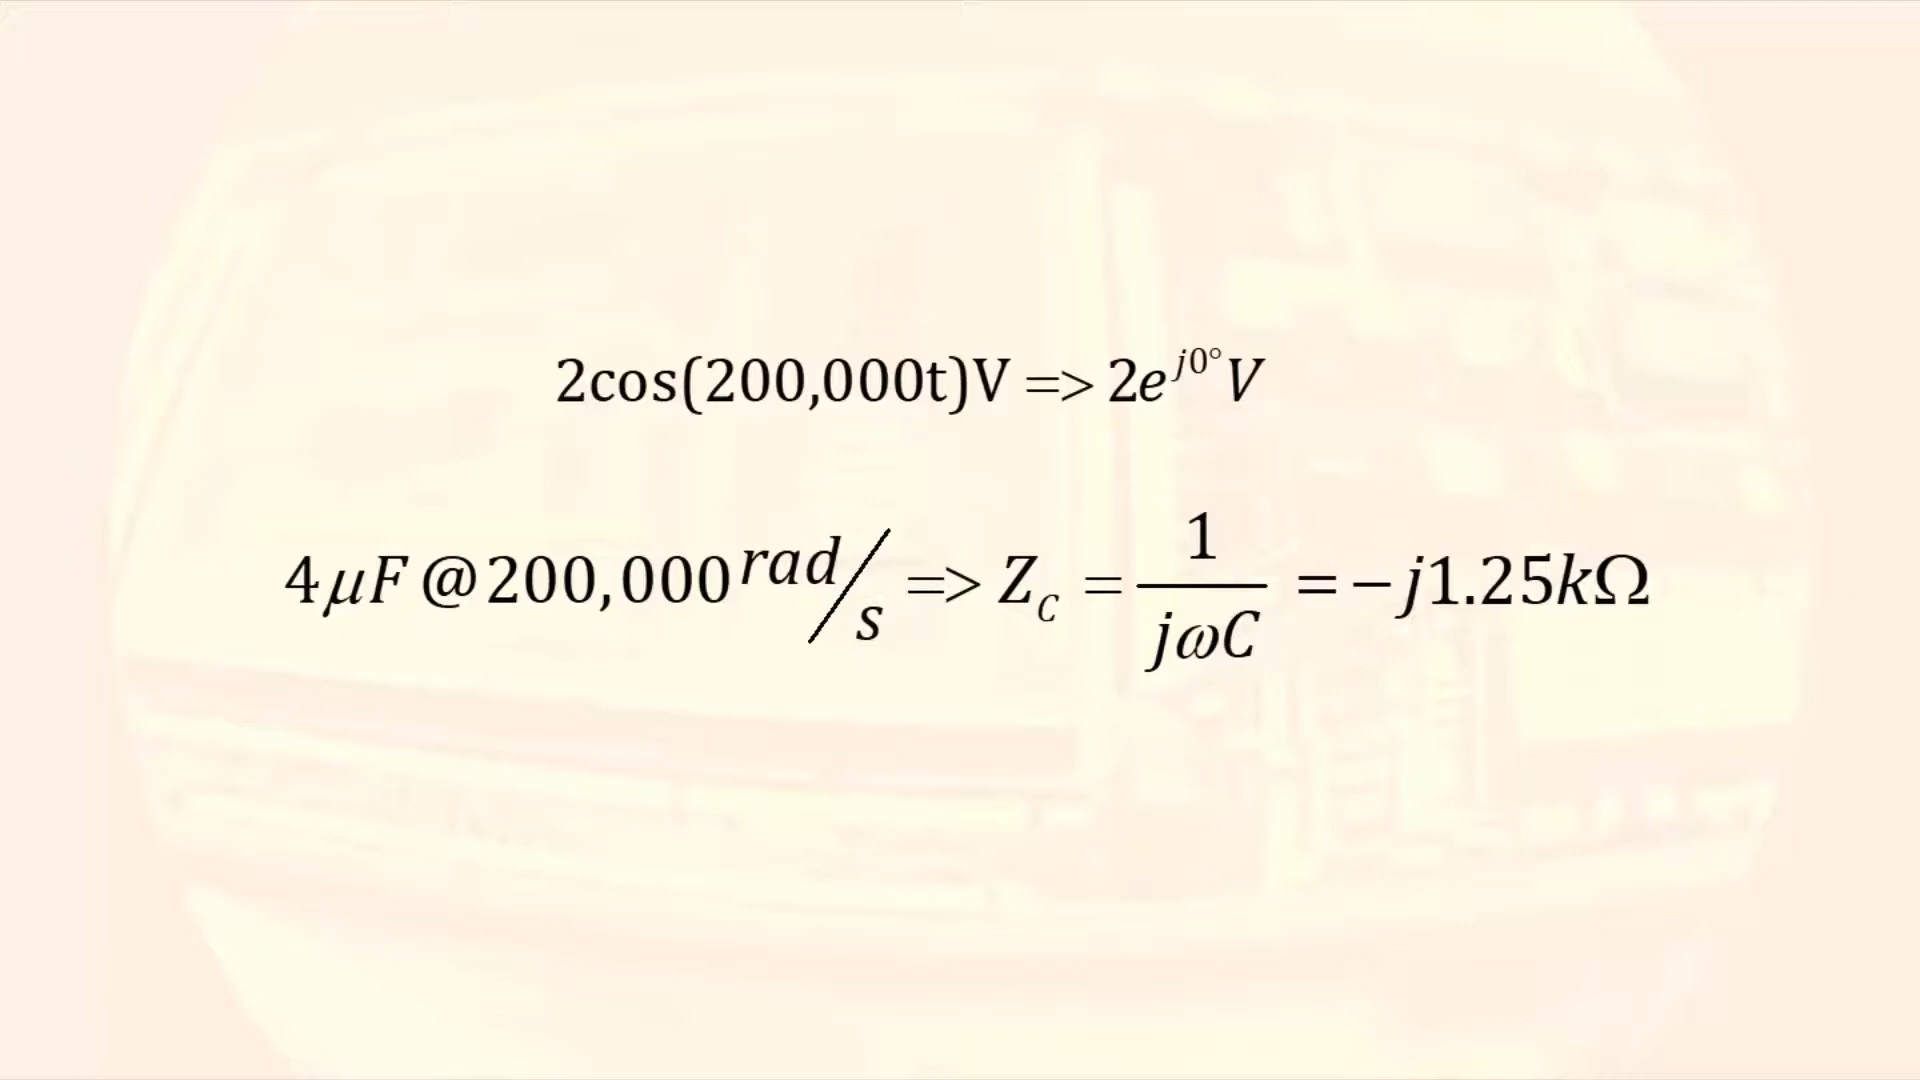 2cos(200,000t)V => 2e^{j0°} V
4μF @ 200,000 rad/s => Z_C = 1/(jωC) = −j1.25kΩ